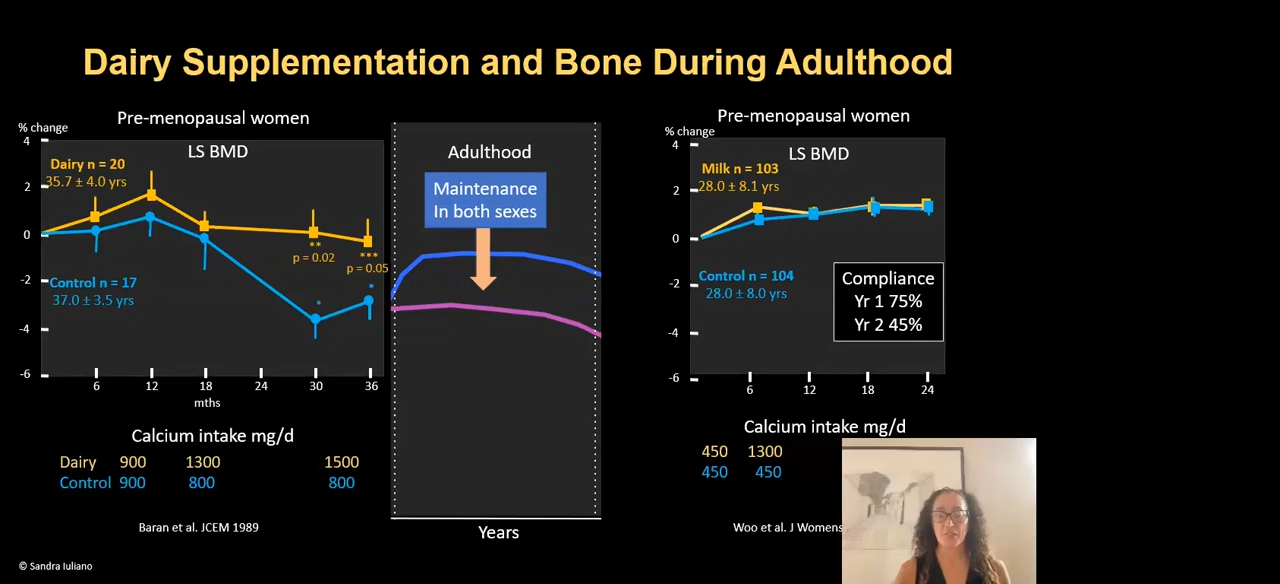 Dairy Supplementation and Bone During Adulthood
Pre-menopausal women
% change
LS BMD
4
2
0
-2
-4
-6
Dairy n = 20
35.7 ± 4.0 yrs
Control n = 17
37.0 ± 3.5 yrs
**
p = 0.02
***
p = 0.05
*
*
6 12 18 24 30 36
mths
Calcium intake mg/d
Dairy 900 1300 1500
Control 900 800 800
Baran et al. JCEM 1989
© Sandra Iuliano
Adulthood
Maintenance
In both sexes
Years
Pre-menopausal women
% change
LS BMD
4
2
0
-2
-4
-6
Milk n = 103
28.0 ± 8.1 yrs
Control n = 104
28.0 ± 8.0 yrs
Compliance
Yr 1 75%
Yr 2 45%
6 12 18 24
Calcium intake mg/d
450 1300
450 450
Woo et al. J Womens